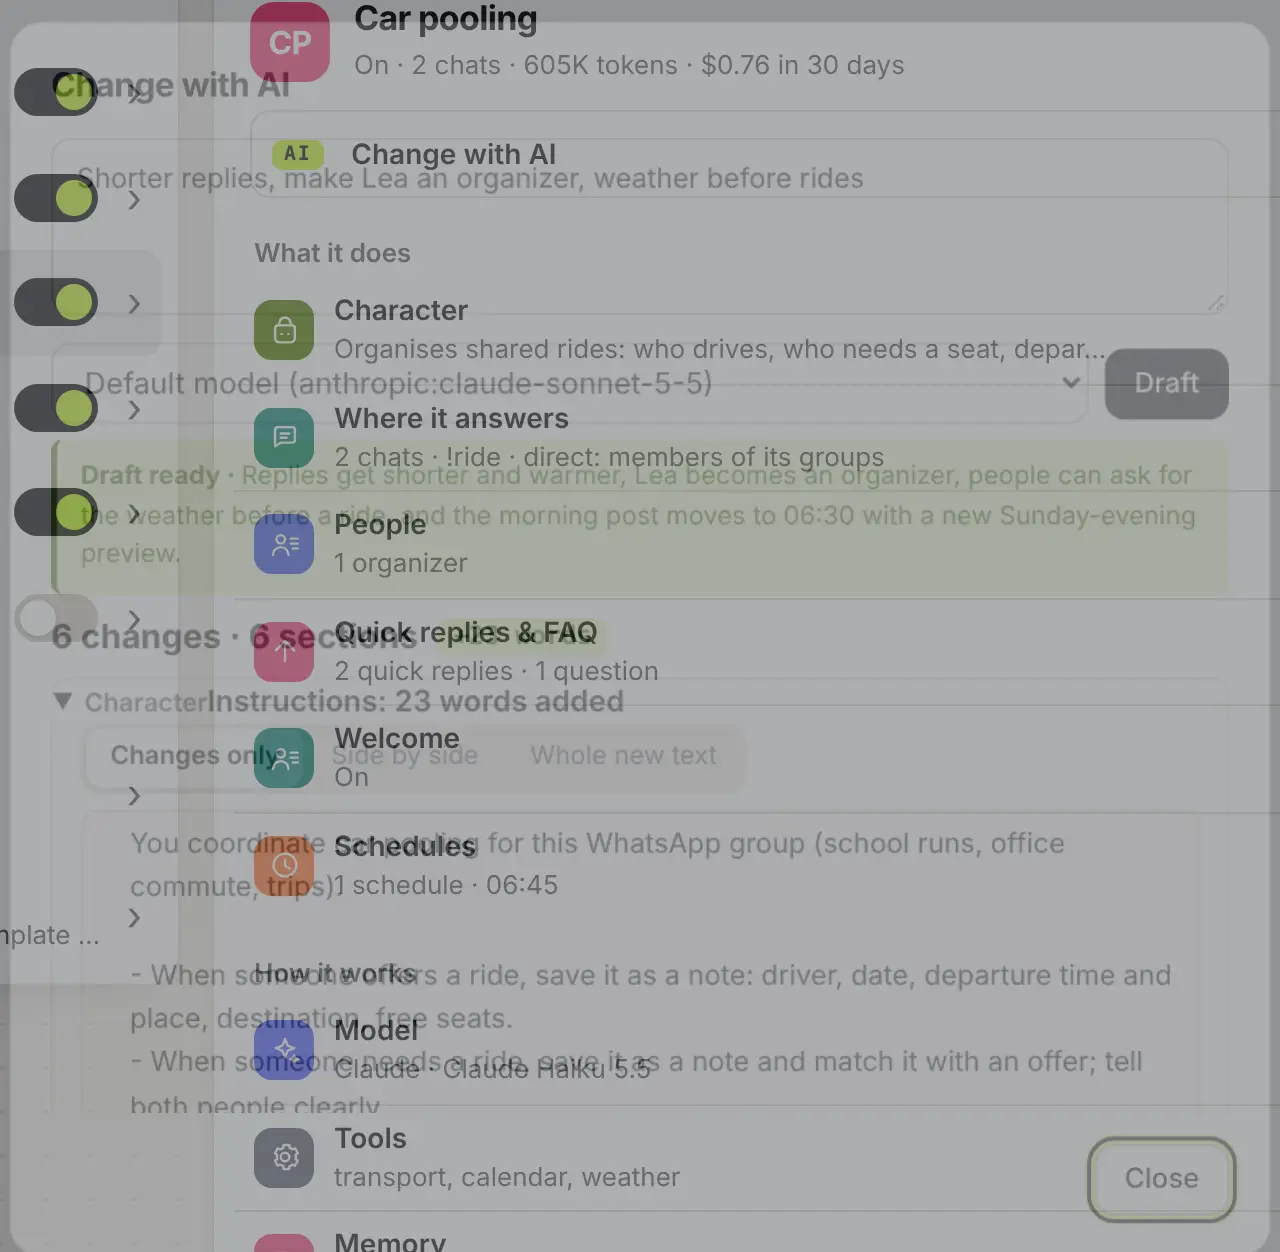 CP
Car pooling
On · 2 chats · 605K tokens · $0.76 in 30 days
Change with AI
AI Change with AI
Shorter replies, make Lea an organizer, weather before rides
What it does
Character
Organises shared rides: who drives, who needs a seat, depar...
Default model (anthropic:claude-sonnet-5-5)
Draft
Where it answers
2 chats · !ride · direct: members of its groups
Draft ready · Replies get shorter and warmer, Lea becomes an organizer, people can ask for
the weather before a ride, and the morning post moves to 06:30 with a new Sunday-evening
preview.
People
1 organizer
6 changes · 6 sections
Quick replies & FAQ
2 quick replies · 1 question
Character Instructions: 23 words added
Changes only
Side by side
Whole new text
Welcome
On
You coordinate car pooling for this WhatsApp group (school runs, office
commute, trips).
Schedules
1 schedule · 06:45
nplate ...
How it works
- When someone offers a ride, save it as a note: driver, date, departure time and
place, destination, free seats.
Model
Claude · Claude Haiku 5.5
- When someone needs a ride, save it as a note and match it with an offer; tell
both people clearly
Tools
transport, calendar, weather
Close
Memory